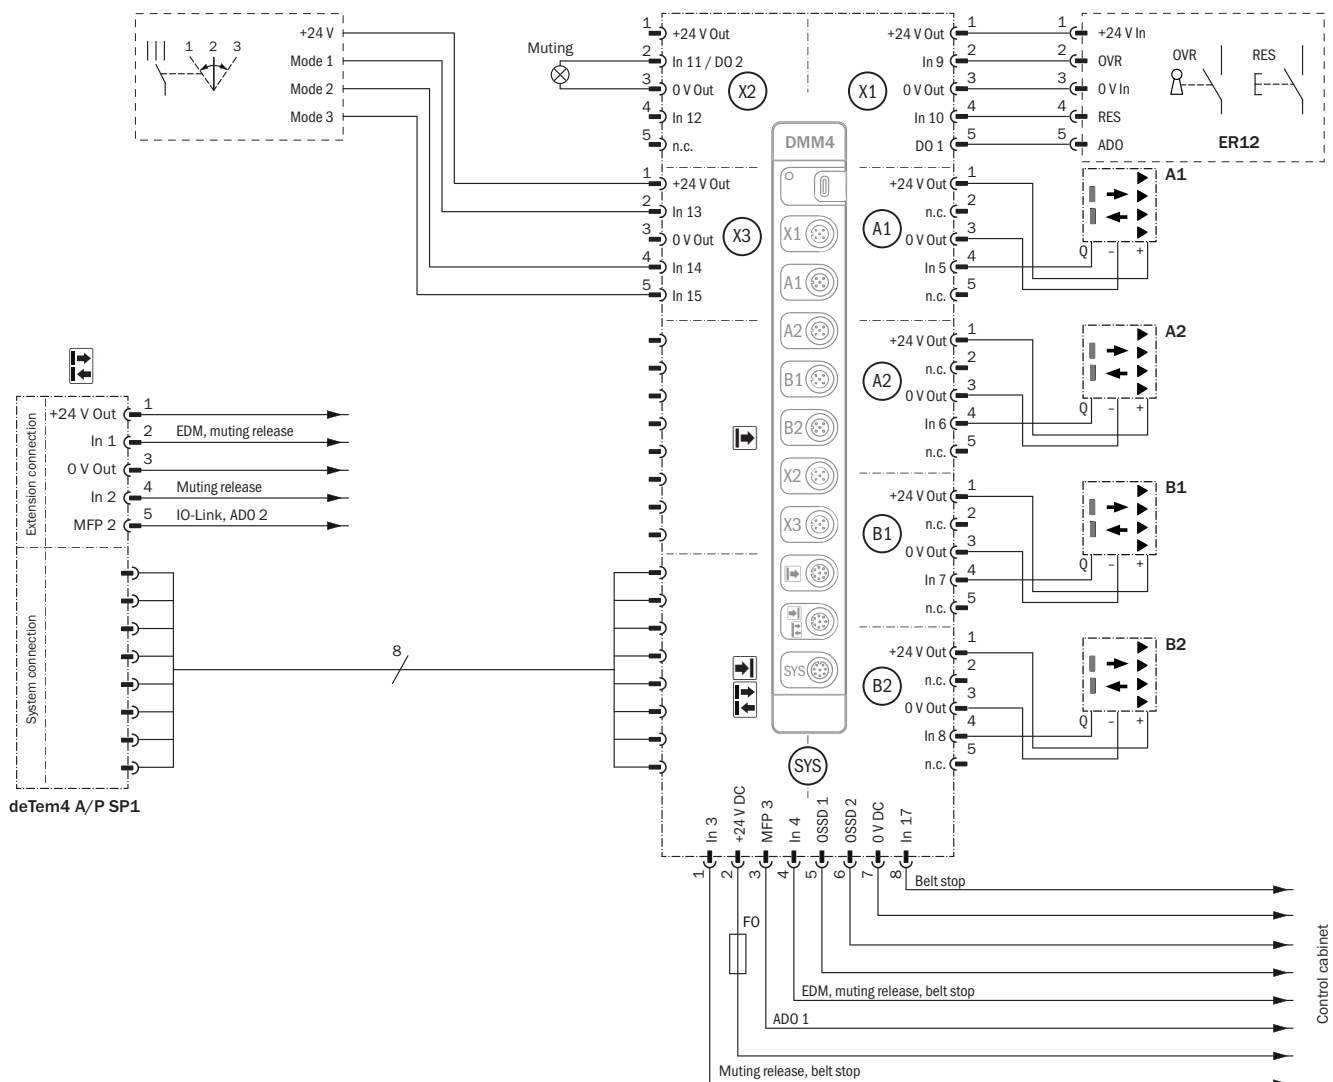 +24 V
Mode 1
Mode 2
Mode 3
1 2 3
Muting
1 +24 V Out
2 In 11 / DO 2
3 0 V Out
4 In 12
5 n.c.
X2
X1
+24 V Out 1
In 9 2
0 V Out 3
In 10 4
DO 1 5
1 +24 V In
2 OVR
3 0 V In
4 RES
5 ADO
OVR
RES
ER12
1 +24 V Out
2 In 13
3 0 V Out
4 In 14
5 In 15
X3
DMM4
X1
A1
A2
B1
B2
X2
X3
SYS
A1
+24 V Out 1
n.c. 2
0 V Out 3
In 5 4
n.c. 5
A1
Q – +
A2
+24 V Out 1
n.c. 2
0 V Out 3
In 6 4
n.c. 5
A2
Q – +
B1
+24 V Out 1
n.c. 2
0 V Out 3
In 7 4
n.c. 5
B1
Q – +
B2
+24 V Out 1
n.c. 2
0 V Out 3
In 8 4
n.c. 5
B2
Q – +
Extension connection
+24 V Out 1
In 1 2 EDM, muting release
0 V Out 3
In 2 4 Muting release
MFP 2 5 IO-Link, ADO 2
System connection
8
deTem4 A/P SP1
SYS
In 3
+24 V DC
MFP 3
In 4
OSSD 1
OSSD 2
0 V DC
In 17
1 2 3 4 5 6 7 8
Belt stop
F0
EDM, muting release, belt stop
ADO 1
Muting release, belt stop
Control cabinet